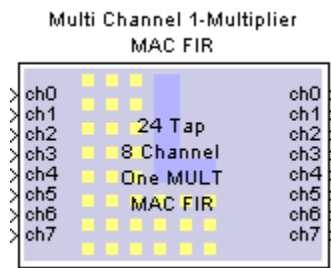 Multi Channel 1-Multiplier
MAC FIR
ch0
ch1
ch2
ch3
ch4
ch5
ch6
ch7
24 Tap
8 Channel
One MULT
MAC FIR
ch0
ch1
ch2
ch3
ch4
ch5
ch6
ch7